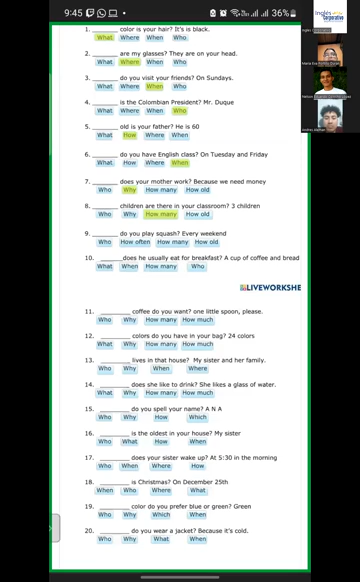 9:45
36%
Inglés
Corporativo
1. ______ color is your hair? It's is black.
What Where When Who
2. ______ are my glasses? They are on your head.
What Where When Who
3. ______ do you visit your friends? On Sundays.
What Where When Who
4. ______ is the Colombian President? Mr. Duque
What Where When Who
5. ______ old is your father? He is 60
What How Where When
6. ______ do you have English class? On Tuesday and Friday
What How Where When
7. ______ does your mother work? Because we need money
Who Why How many How old
8. ______ children are there in your classroom? 3 children
Who Why How many How old
9. ______ do you play squash? Every weekend
Who How often How many How old
10. ______does he usually eat for breakfast? A cup of coffee and bread
What When How many Who
LIVEWORKSHE
11. ________ coffee do you want? one little spoon, please.
Who Why How many How much
12. ________ colors do you have in your bag? 24 colors
What Why How many How much
13. ________ lives in that house? My sister and her family.
Who Why When Where
14. ________ does she like to drink? She likes a glass of water.
What Why How many How much
15. ________ do you spell your name? A N A
Who Why How Which
16. ________ is the oldest in your house? My sister
Who What How When
17. ________ does your sister wake up? At 5:30 in the morning
Who When Where How
18. ________ is Christmas? On December 25th
When Who Where What
19. ________ color do you prefer blue or green? Green
Who Why Which When
20. ________ do you wear a jacket? Because it's cold.
Who Why What When